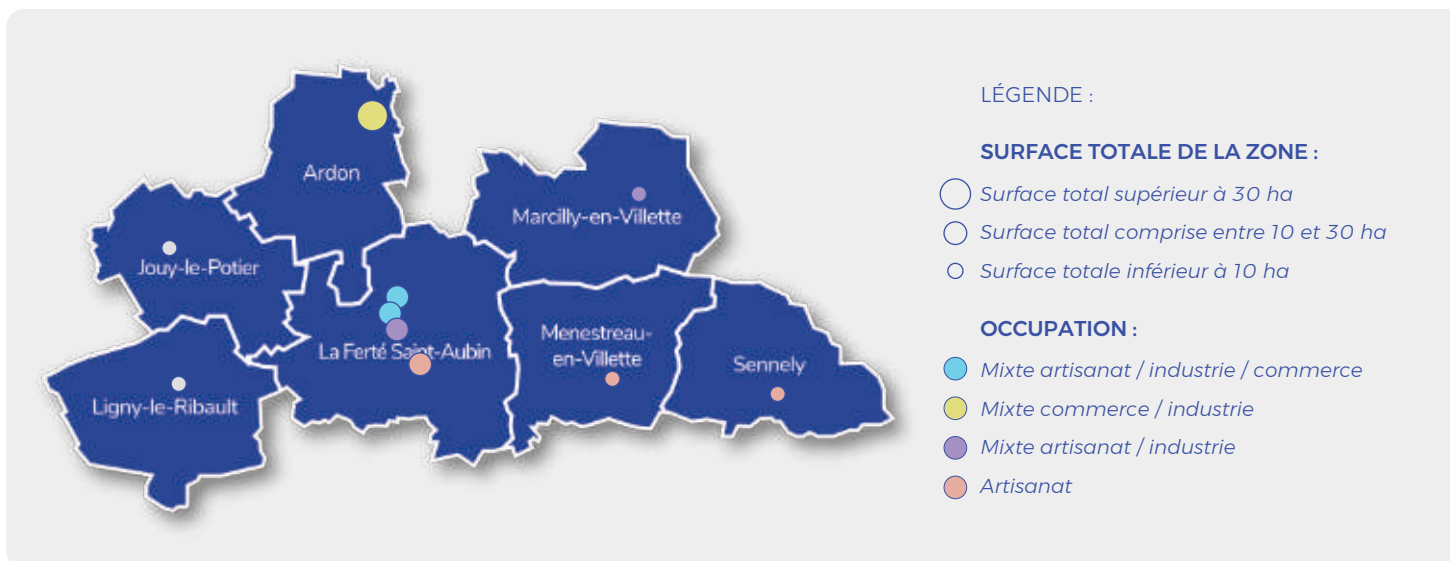 Ardon
Marcilly-en-Villette
Jouy-le-Potier
La Ferté Saint-Aubin
Menestreau-
en-Villette
Sennely
Ligny-le-Ribault
LÉGENDE :
SURFACE TOTALE DE LA ZONE :
Surface total supérieur à 30 ha
Surface total comprise entre 10 et 30 ha
Surface totale inférieur à 10 ha
OCCUPATION :
Mixte artisanat / industrie / commerce
Mixte commerce / industrie
Mixte artisanat / industrie
Artisanat